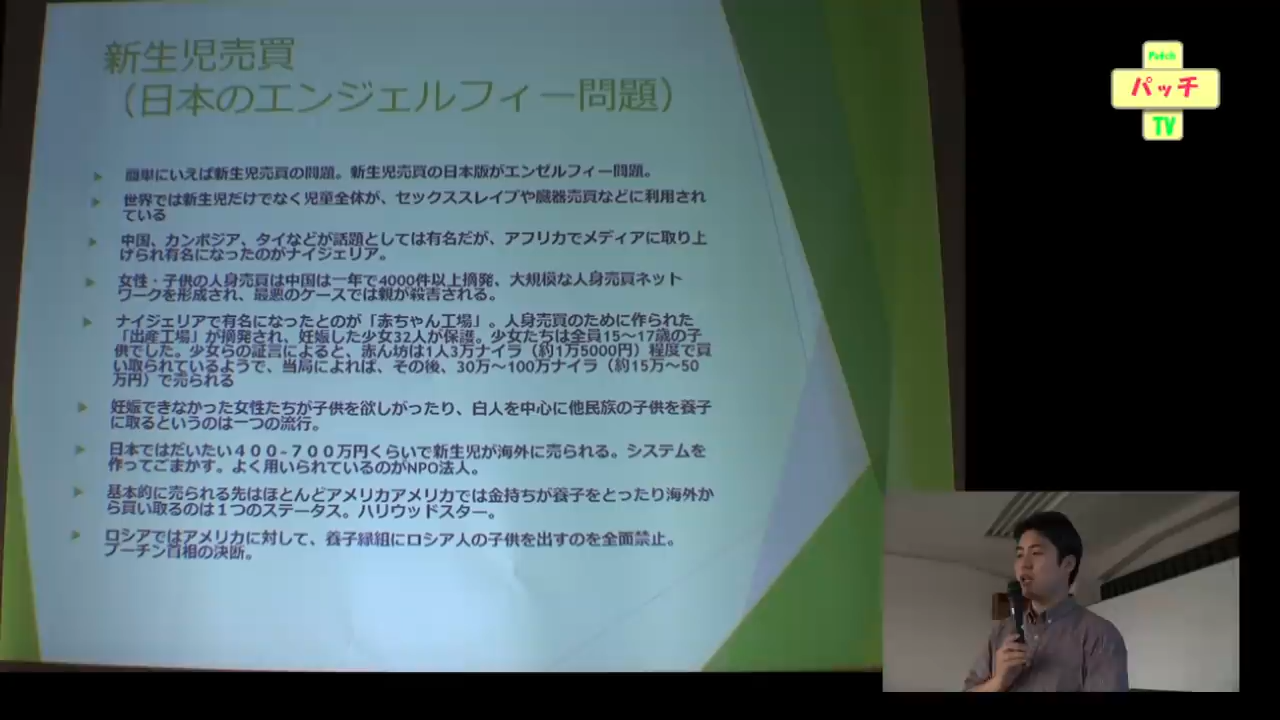 新生児売買
（日本のエンジェルフィー問題）
簡単にいえば新生児売買の問題。新生児売買の日本版がエンゼルフィー問題。
世界では新生児だけでなく児童全体が、セックススレイブや臓器売買などに利用され
ている
中国、カンボジア、タイなどが話題としては有名だが、アフリカでメディアに取り上
げられ有名になったのがナイジェリア。
女性・子供の人身売買は中国は一年で4000件以上摘発、大規模な人身売買ネット
ワークを形成され、最悪のケースでは親が殺害される。
ナイジェリアで有名になったとのが「赤ちゃん工場」。人身売買のために作られた
「出産工場」が摘発され、妊娠した少女32人が保護。少女たちは全員15～17歳の子
供でした。少女らの証言によると、赤ん坊は1人3万ナイラ（約1万5000円）程度で買
い取られているようで、当局によれば、その後、30万～100万ナイラ（約15万～50
万円）で売られる
妊娠できなかった女性たちが子供を欲しがったり、白人を中心に他民族の子供を養子
に取るというのは一つの流行。
日本ではだいたい４００-７００万円くらいで新生児が海外に売られる。システムを
作ってごまかす。よく用いられているのがNPO法人。
基本的に売られる先はほとんどアメリカアメリカでは金持ちが養子をとったり海外か
ら買い取るのは１つのステータス。ハリウッドスター。
ロシアではアメリカに対して、養子縁組にロシア人の子供を出すのを全面禁止。
プーチン首相の決断。
Patch
パッチ
TV